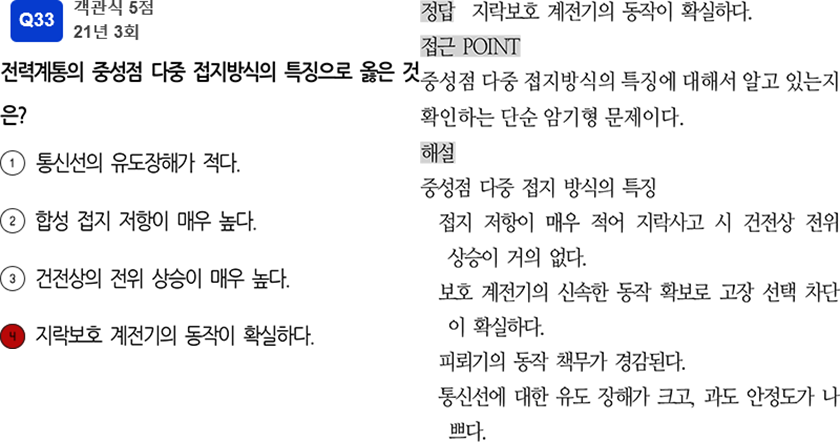 Q33
객관식 5점
21년 3회
전력계통의 중성점 다중 접지방식의 특징으로 옳은 것
은?
① 통신선의 유도장해가 적다.
② 합성 접지 저항이 매우 높다.
③ 건전상의 전위 상승이 매우 높다.
④ 지락보호 계전기의 동작이 확실하다.
정답 지락보호 계전기의 동작이 확실하다.
접근 POINT
중성점 다중 접지방식의 특징에 대해서 알고 있는지
확인하는 단순 암기형 문제이다.
해설
중성점 다중 접지 방식의 특징
접지 저항이 매우 적어 지락사고 시 건전상 전위
상승이 거의 없다.
보호 계전기의 신속한 동작 확보로 고장 선택 차단
이 확실하다.
피뢰기의 동작 책무가 경감된다.
통신선에 대한 유도 장해가 크고, 과도 안정도가 나
쁘다.